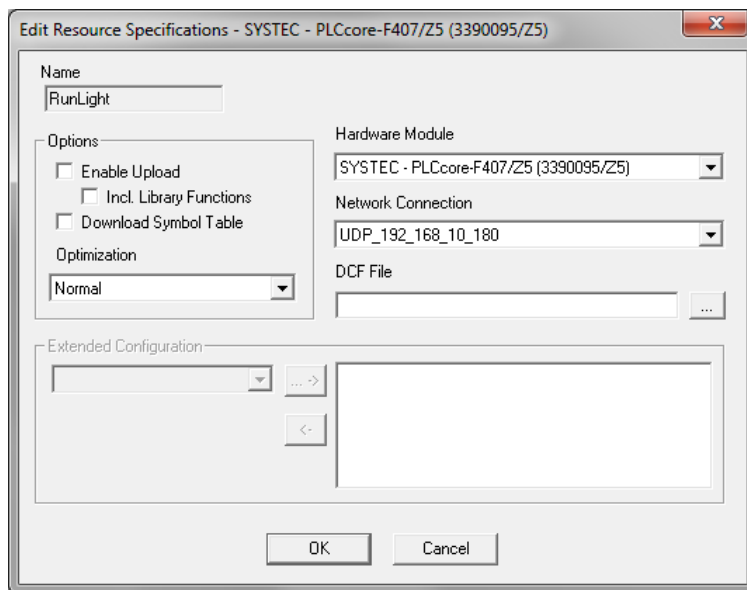 Edit Resource Specifications - SYSTEC - PLCcore-F407/Z5 (3390095/Z5)
Name
RunLight
Options
Enable Upload
Incl. Library Functions
Download Symbol Table
Optimization
Normal
Hardware Module
SYSTEC - PLCcore-F407/Z5 (3390095/Z5)
Network Connection
UDP_192_168_10_180
DCF File
...
Extended Configuration
... ->
<-
OK
Cancel